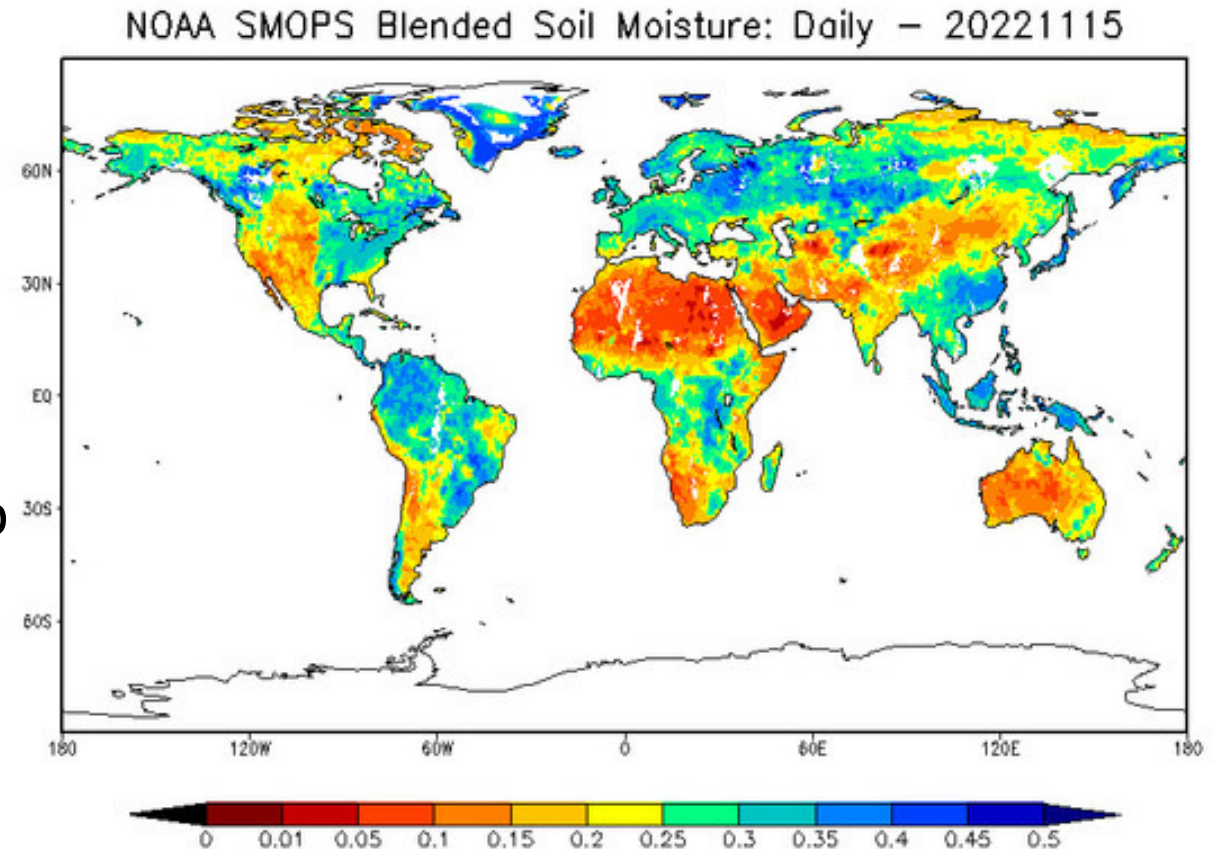 NOAA SMOPS Blended Soil Moisture: Daily – 20221115
60N
30N
EQ
30S
60S
180 120W 60W 0 60E 120E 180
0 0.01 0.05 0.1 0.15 0.2 0.25 0.3 0.35 0.4 0.45 0.5